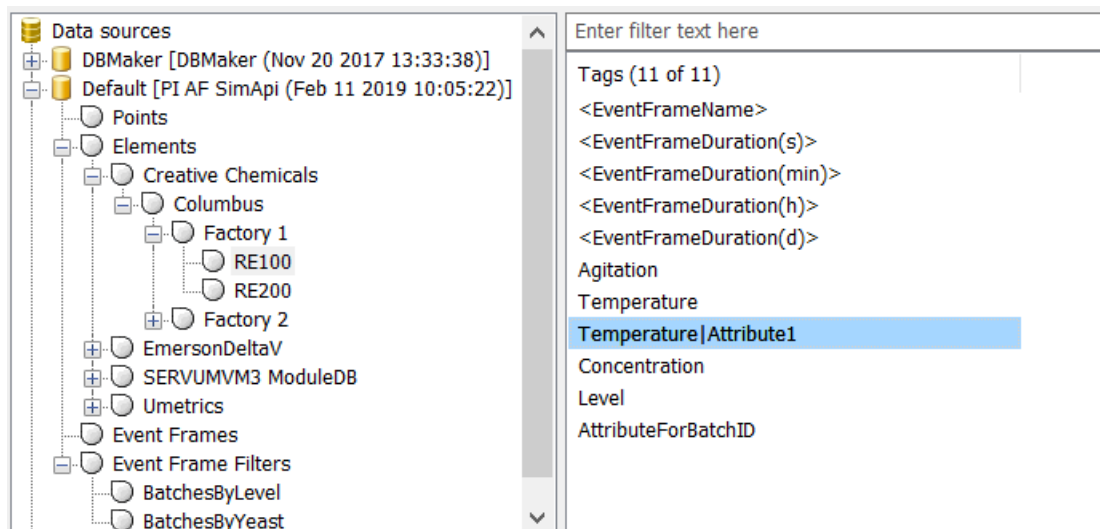 Data sources
DBMaker [DBMaker (Nov 20 2017 13:33:38)]
Default [PI AF SimApi (Feb 11 2019 10:05:22)]
Points
Elements
Creative Chemicals
Columbus
Factory 1
RE100
RE200
Factory 2
EmersonDeltaV
SERVUMVM3 ModuleDB
Umetrics
Event Frames
Event Frame Filters
BatchesByLevel
BatchesByYeast
Enter filter text here
Tags (11 of 11)
<EventFrameName>
<EventFrameDuration(s)>
<EventFrameDuration(min)>
<EventFrameDuration(h)>
<EventFrameDuration(d)>
Agitation
Temperature
Temperature|Attribute1
Concentration
Level
AttributeForBatchID